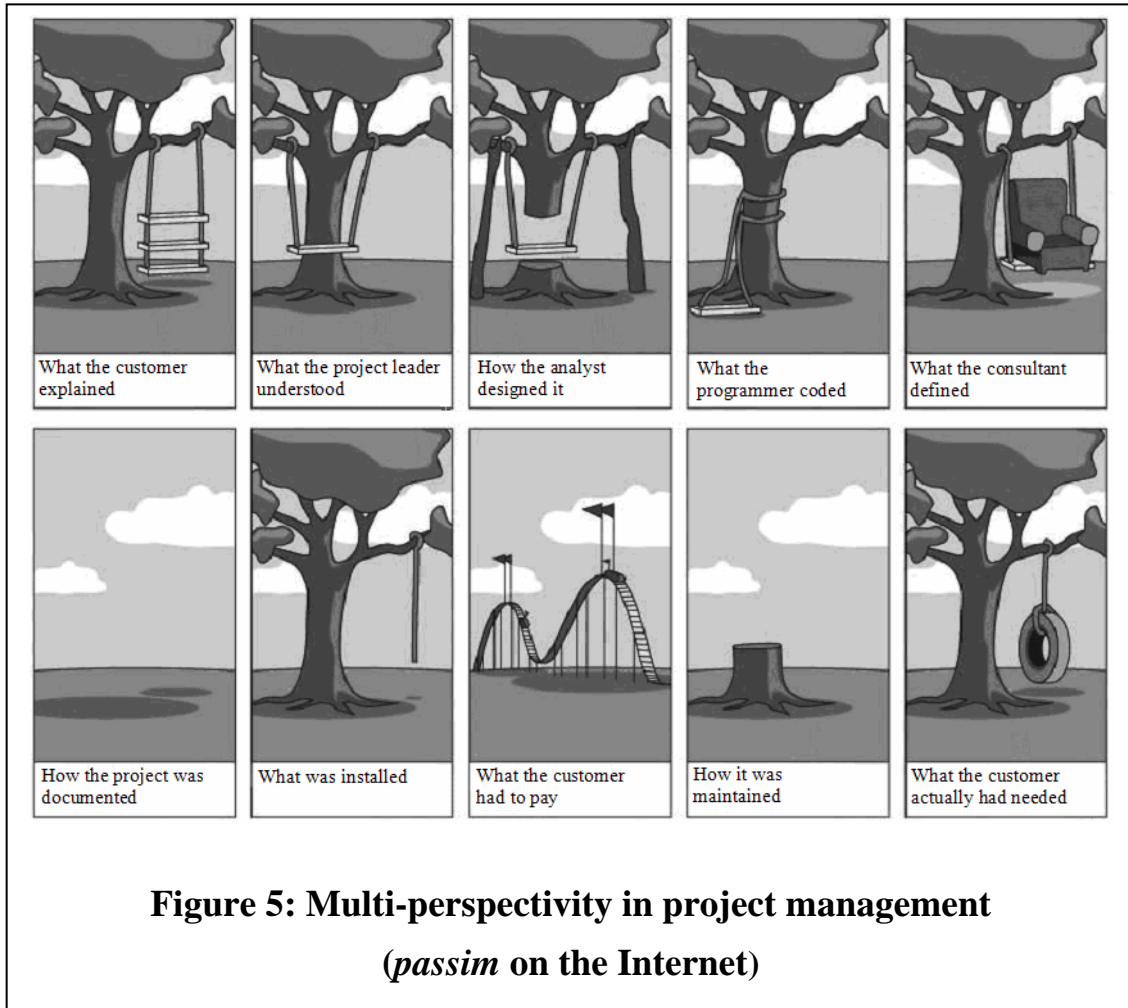 What the customer
explained
What the project leader
understood
How the analyst
designed it
What the
programmer coded
What the consultant
defined
How the project was
documented
What was installed
What the customer
had to pay
How it was
maintained
What the customer
actually had needed
Figure 5: Multi-perspectivity in project management
(passim on the Internet)